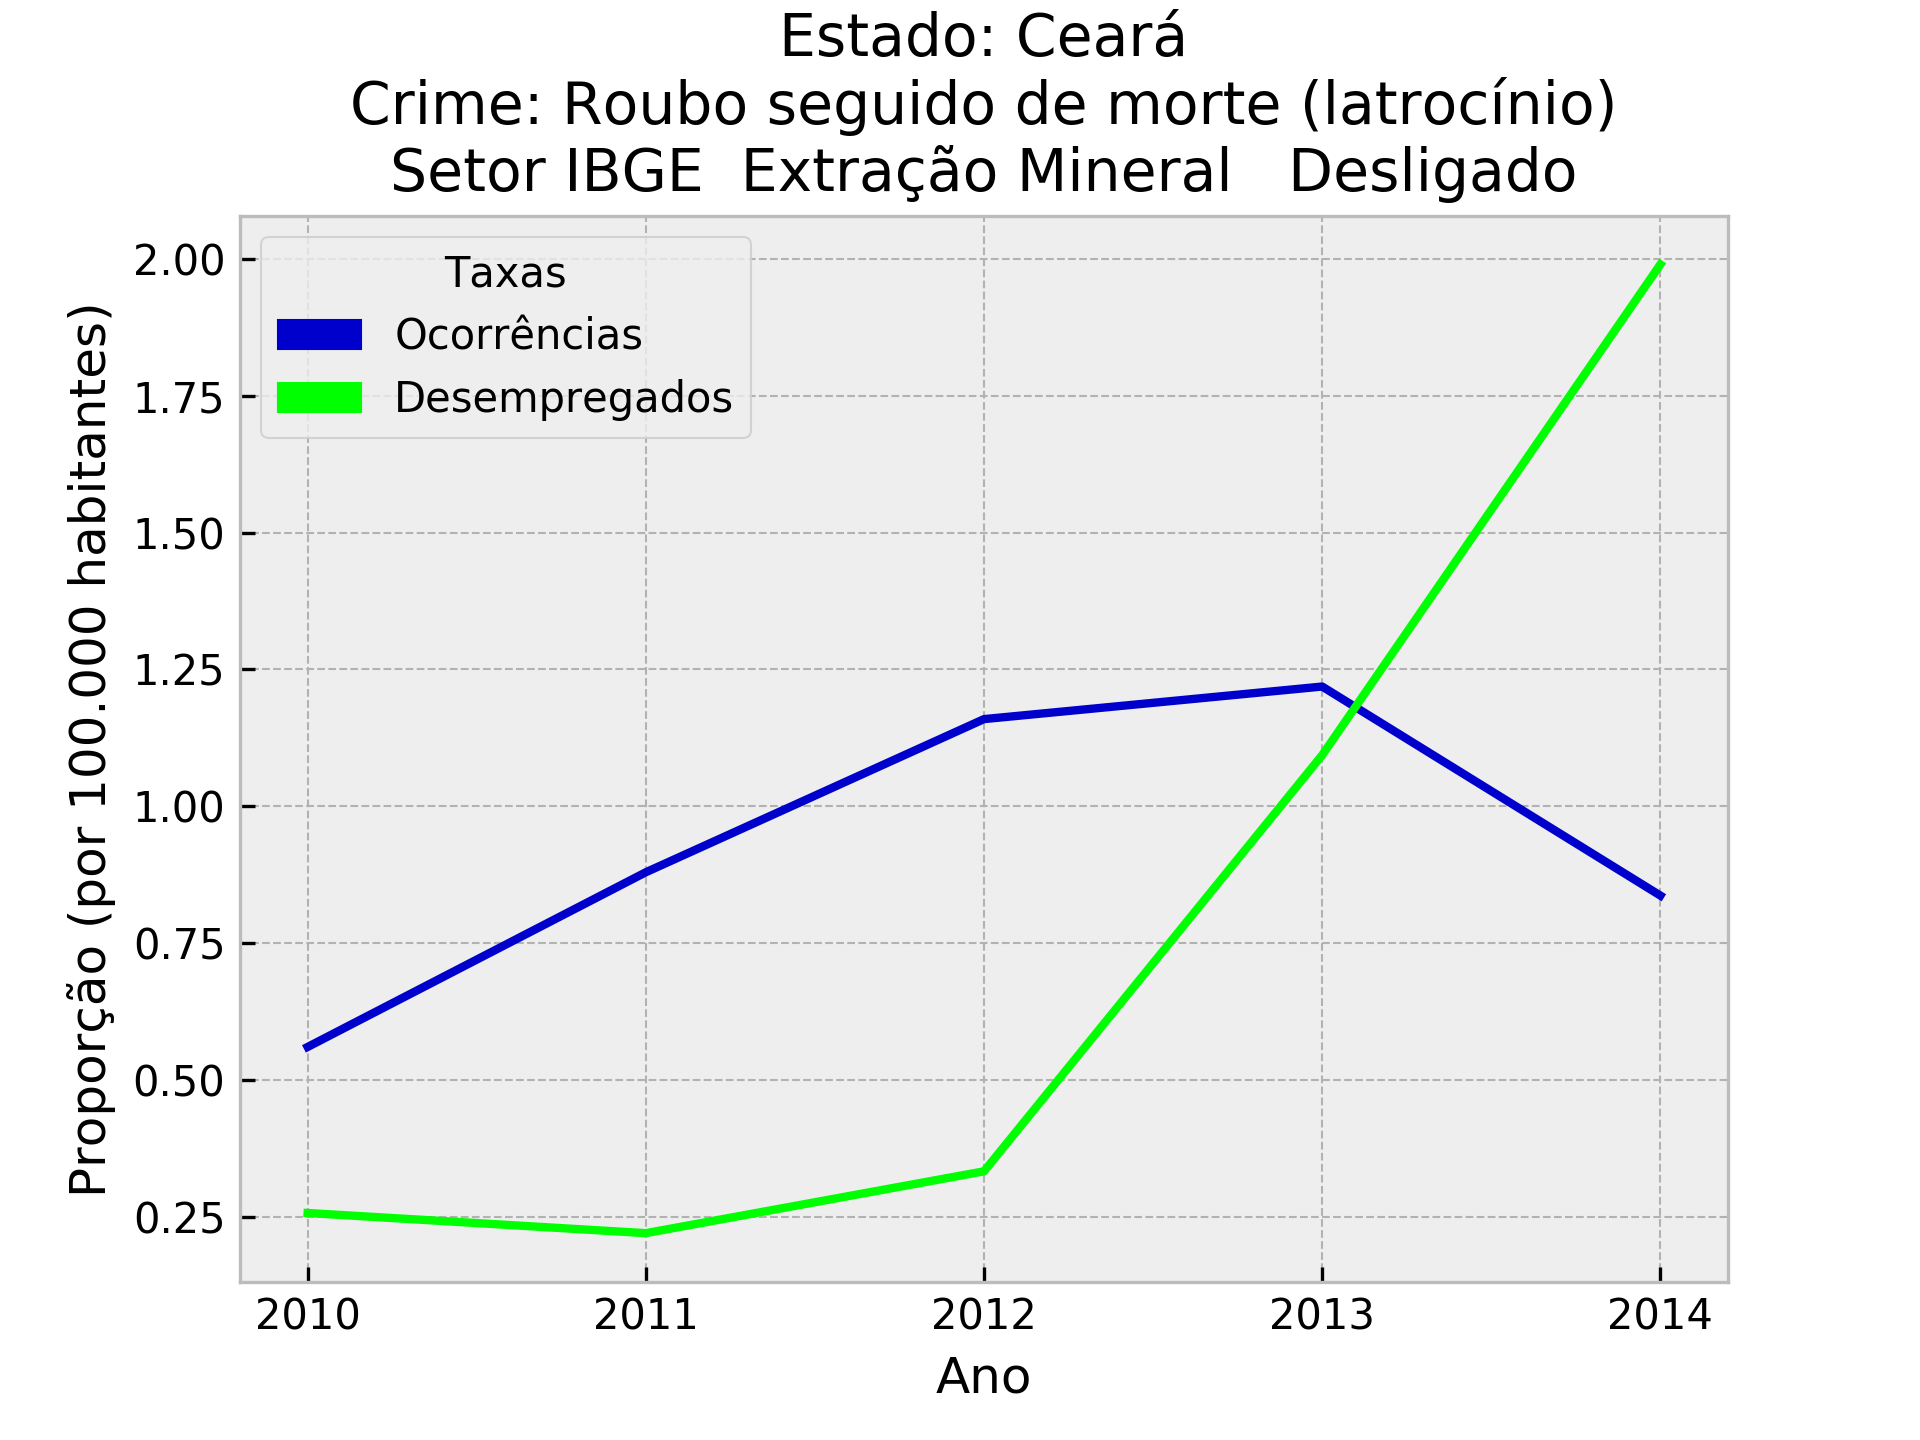 Estado: Ceará
Crime: Roubo seguido de morte (latrocínio)
Setor IBGE  Extração Mineral   Desligado
Proporção (por 100.000 habitantes)
2.00
1.75
1.50
1.25
1.00
0.75
0.50
0.25
Taxas
Ocorrências
Desempregados
2010
2011
2012
2013
2014
Ano